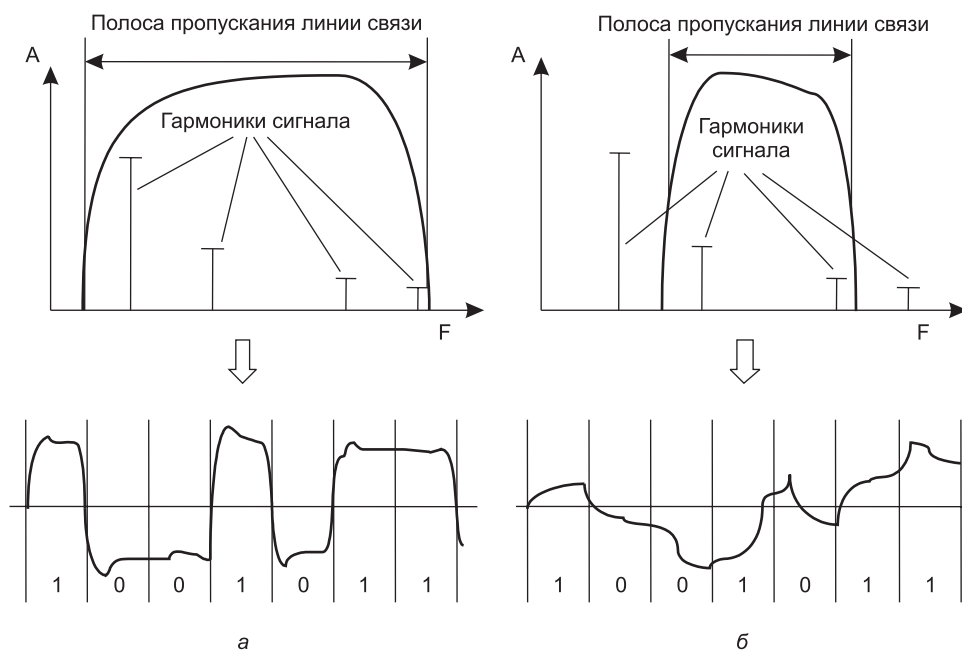 Полоса пропускания линии связи
A
Гармоники сигнала
F
1 0 0 1 0 1 1
а
Полоса пропускания линии связи
A
Гармоники
сигнала
F
1 0 0 1 0 1 1
б